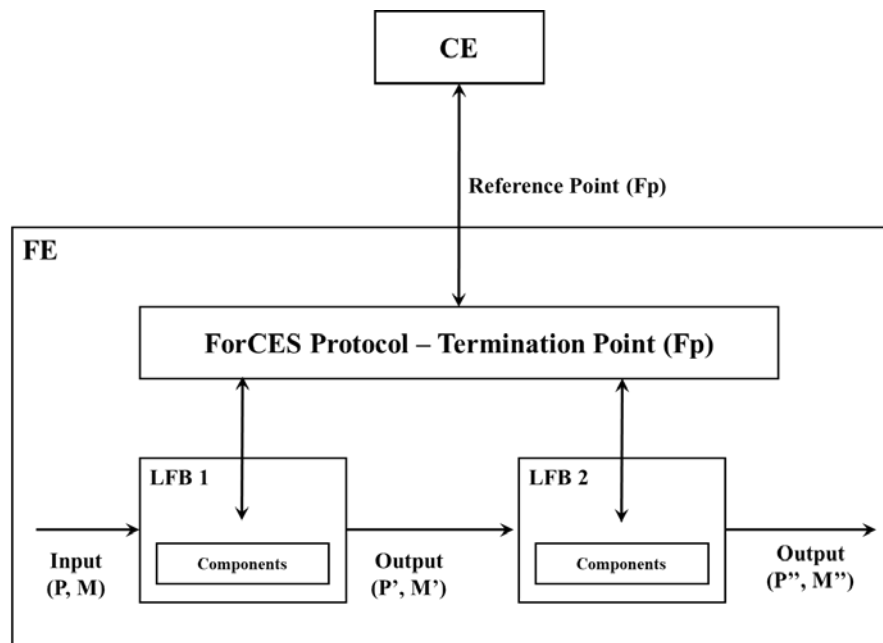 CE
Reference Point (Fp)
FE
ForCES Protocol – Termination Point (Fp)
LFB 1
LFB 2
Components
Components
Input
(P, M)
Output
(P’, M’)
Output
(P”, M”)